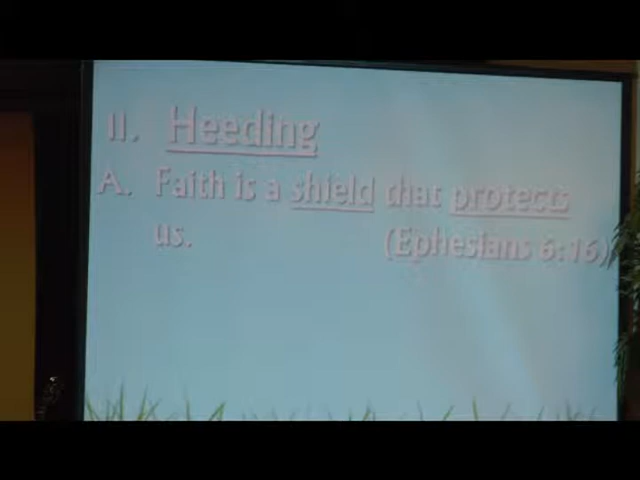 II. Heeding
A. Faith is a shield that protects
us. (Ephesians 6:16)